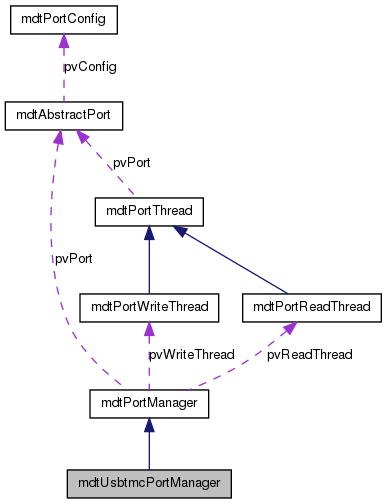 mdtPortConfig
pvConfig
mdtAbstractPort
pvPort
mdtPortThread
pvPort
mdtPortWriteThread
mdtPortReadThread
pvWriteThread
pvReadThread
mdtPortManager
mdtUsbtmcPortManager